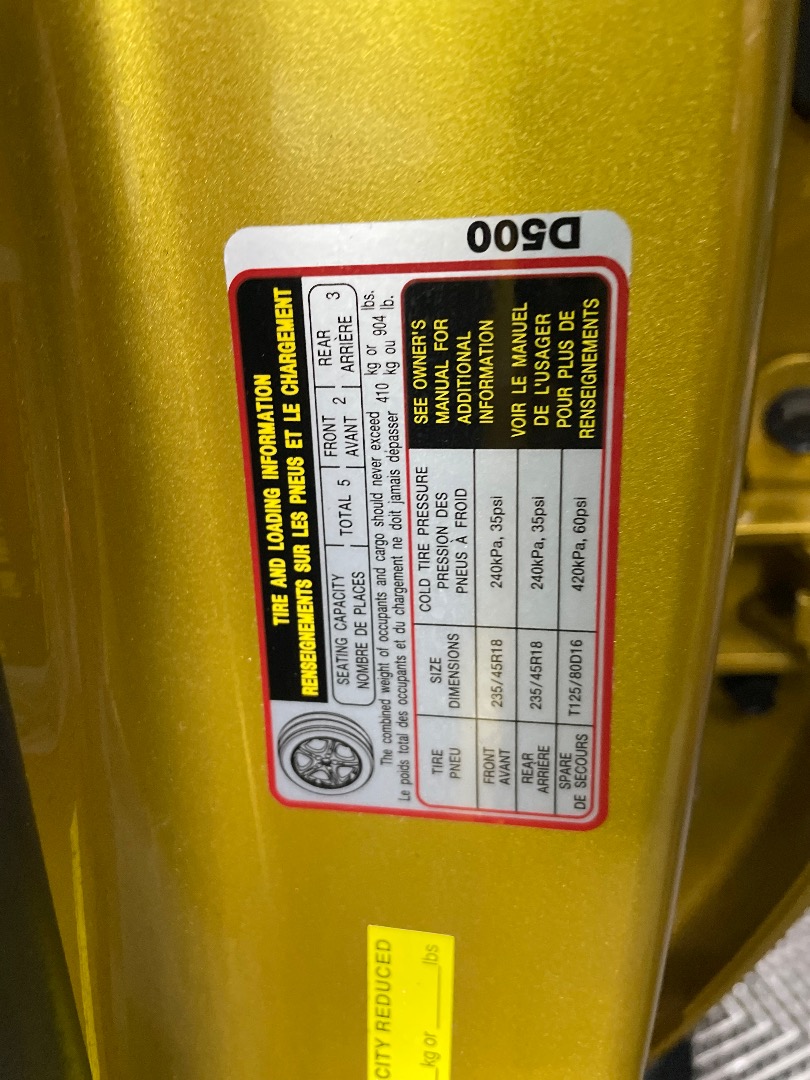 TIRE AND LOADING INFORMATION
RENSEIGNEMENTS SUR LES PNEUS ET LE CHARGEMENT
SEATING CAPACITY
NOMBRE DE PLACES
TOTAL 5
FRONT
AVANT 2
REAR
ARRIÈRE 3
The combined weight of occupants and cargo should never exceed 410 kg or 904 lbs.
Le poids total des occupants et du chargement ne doit jamais dépasser 410 kg ou 904 lb.
TIRE
PNEU
SIZE
DIMENSIONS
COLD TIRE PRESSURE
PRESSION DES
PNEUS À FROID
FRONT
AVANT
235/45R18
240kPa, 35psi
REAR
ARRIÈRE
235/45R18
240kPa, 35psi
SPARE
DE SECOURS
T125/80D16
420kPa, 60psi
SEE OWNER'S
MANUAL FOR
ADDITIONAL
INFORMATION
VOIR LE MANUEL
DE L'USAGER
POUR PLUS DE
RENSEIGNEMENTS
D500
CITY REDUCED
kg or ____ lbs